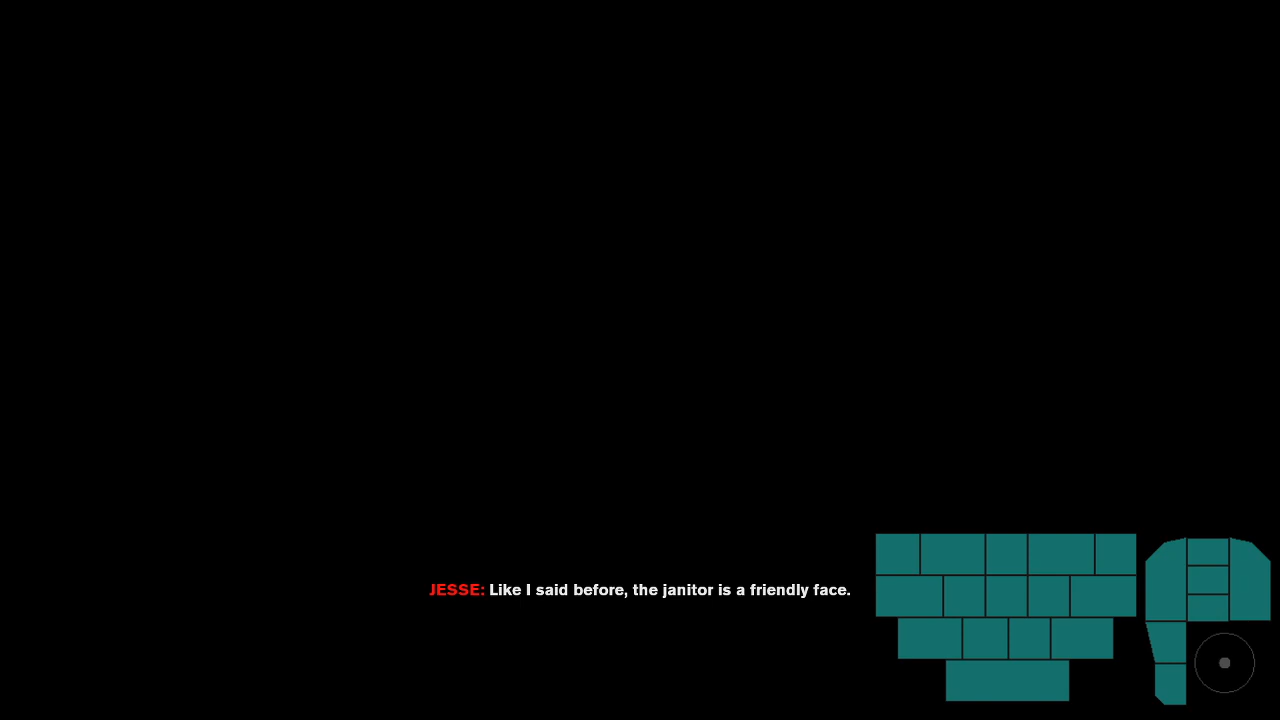 JESSE: Like I said before, the janitor is a friendly face.